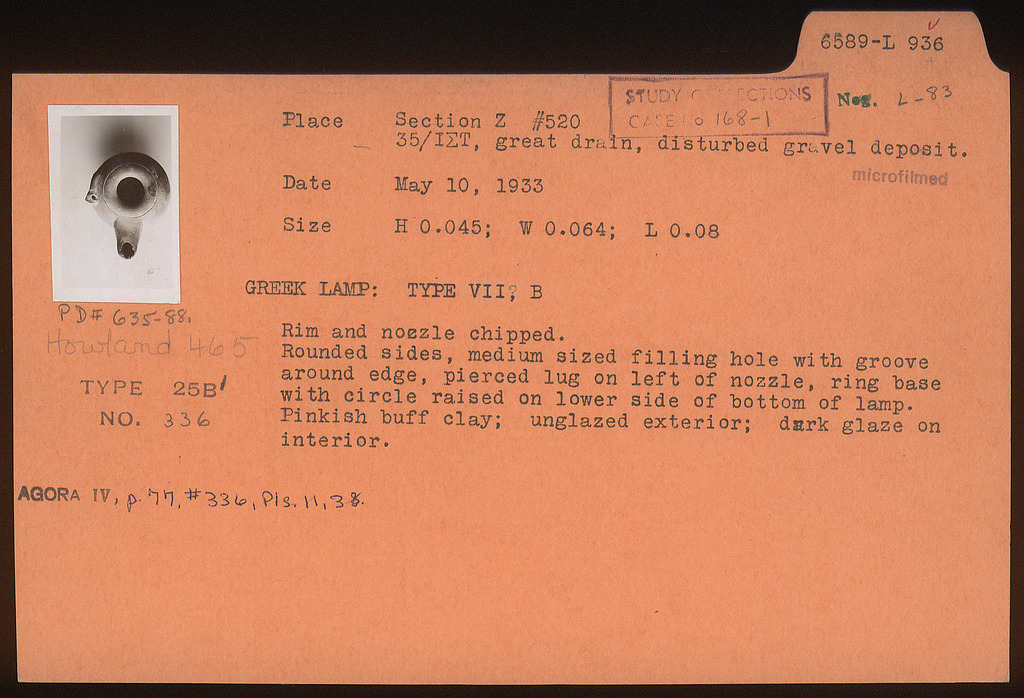 6589-L 936
STUDY COLLECTIONS
CASE No 168-1
Neg. L-83
Place Section Z #520
35/ΙΣΤ, great drain, disturbed gravel deposit.
microfilmed
Date May 10, 1933
Size H 0.045; W 0.064; L 0.08
GREEK LAMP: TYPE VII, B
PD# 635-88.
Howland 465
TYPE 25B'
NO. 336
Rim and nozzle chipped.
Rounded sides, medium sized filling hole with groove
around edge, pierced lug on left of nozzle, ring base
with circle raised on lower side of bottom of lamp.
Pinkish buff clay; unglazed exterior; dark glaze on
interior.
AGORA IV, p. 77, #336, Pls. 11, 38.